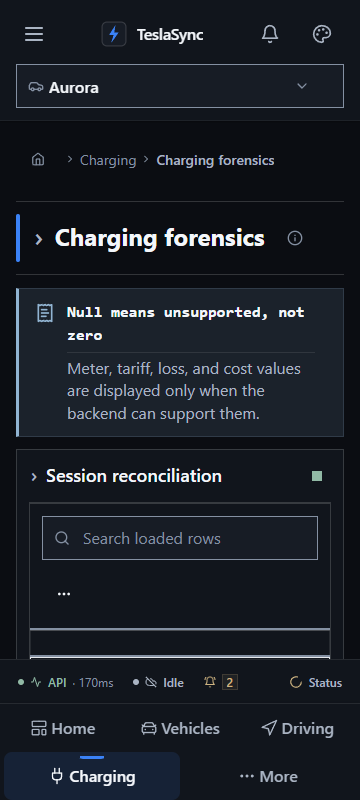 TeslaSync
Aurora
Charging
Charging forensics
Charging forensics
Null means unsupported, not
zero
Meter, tariff, loss, and cost values
are displayed only when the
backend can support them.
Session reconciliation
Search loaded rows
...
API · 170ms
Idle
2
Status
Home
Vehicles
Driving
Charging
More